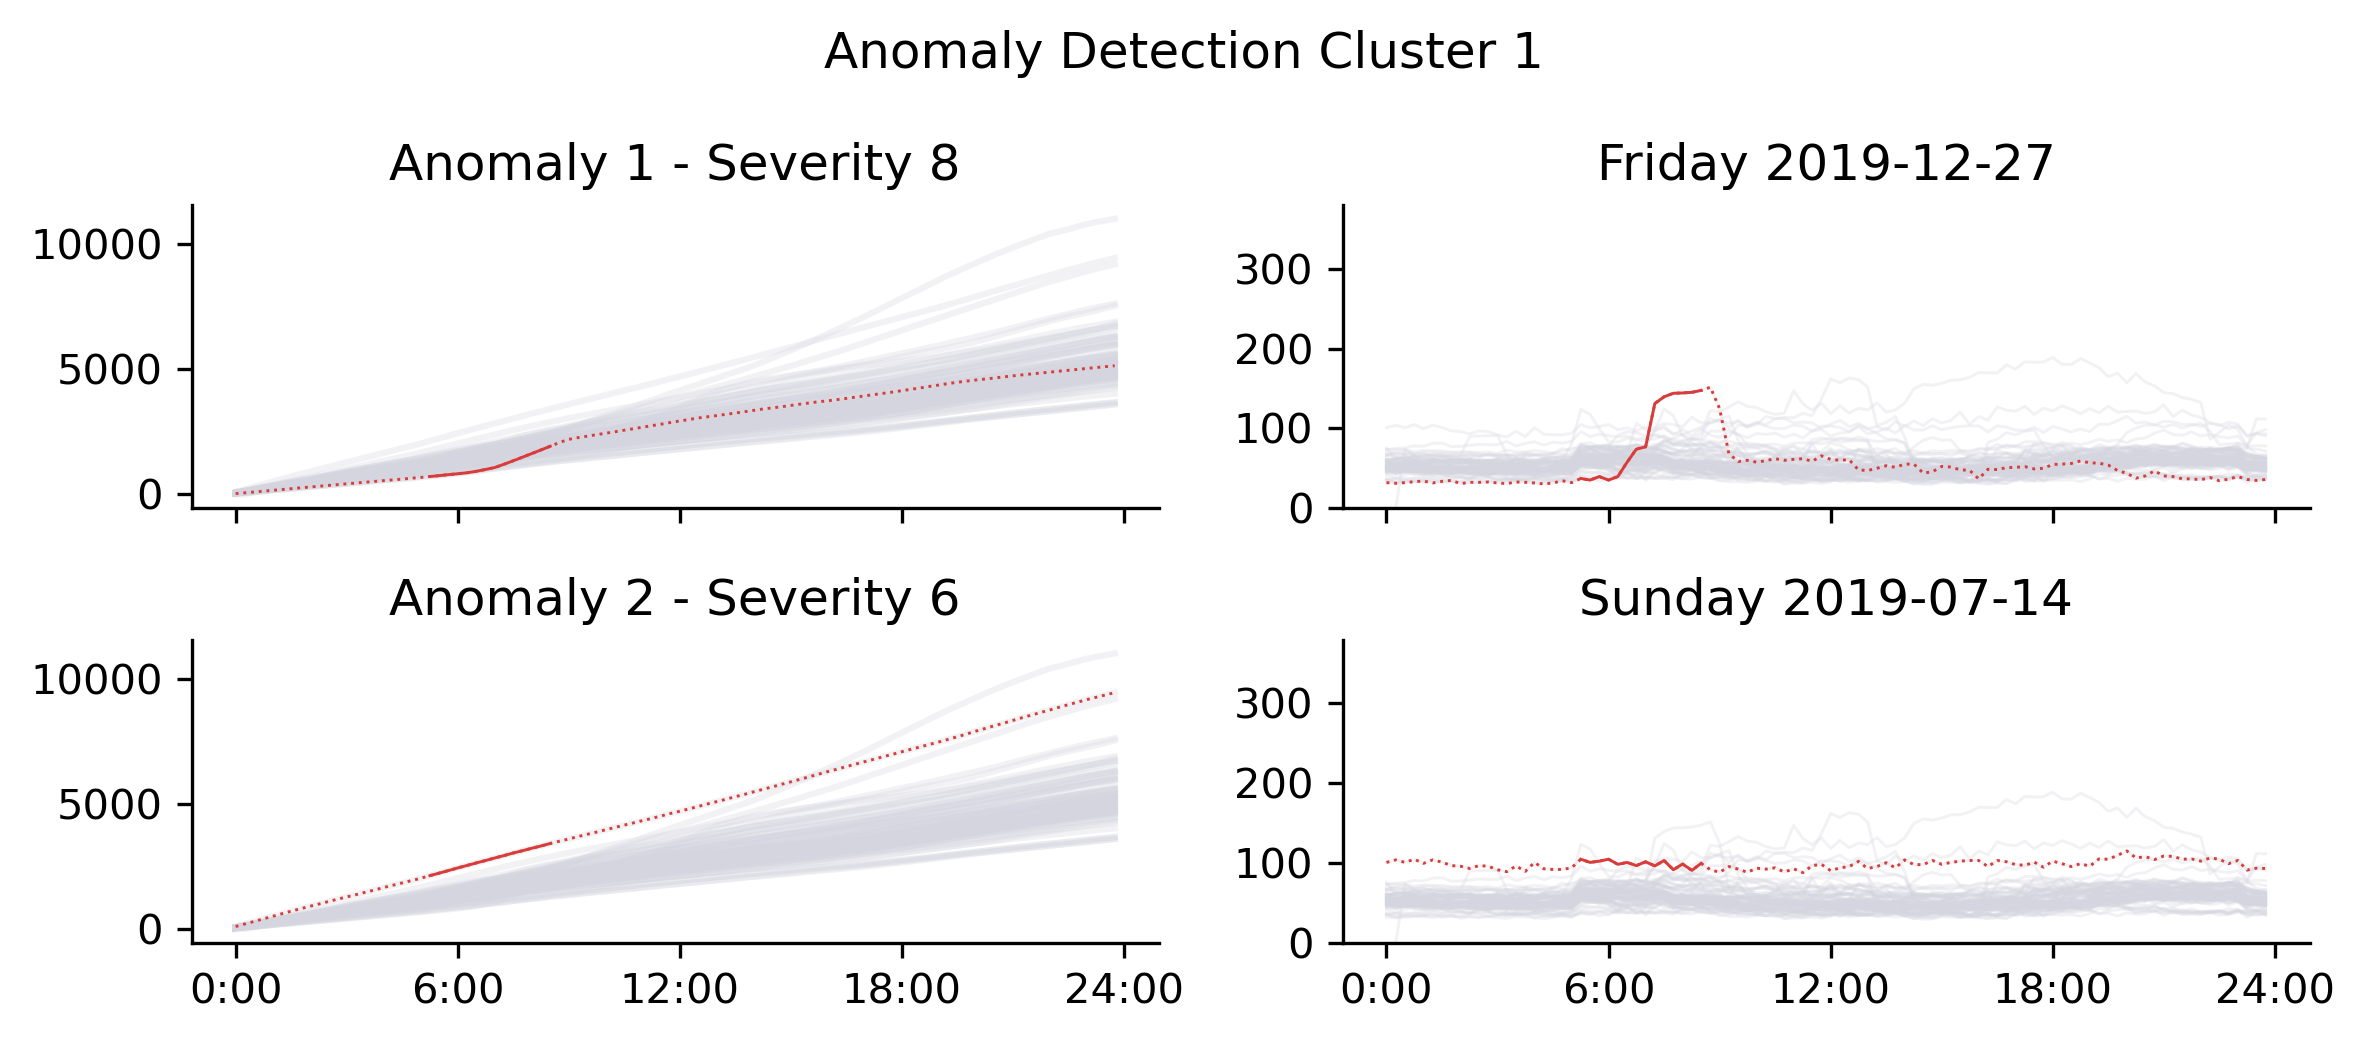 Anomaly Detection Cluster 1
Anomaly 1 - Severity 8
10000
5000
0
Friday 2019-12-27
300
200
100
0
Anomaly 2 - Severity 6
10000
5000
0
0:00 6:00 12:00 18:00 24:00
Sunday 2019-07-14
300
200
100
0
0:00 6:00 12:00 18:00 24:00